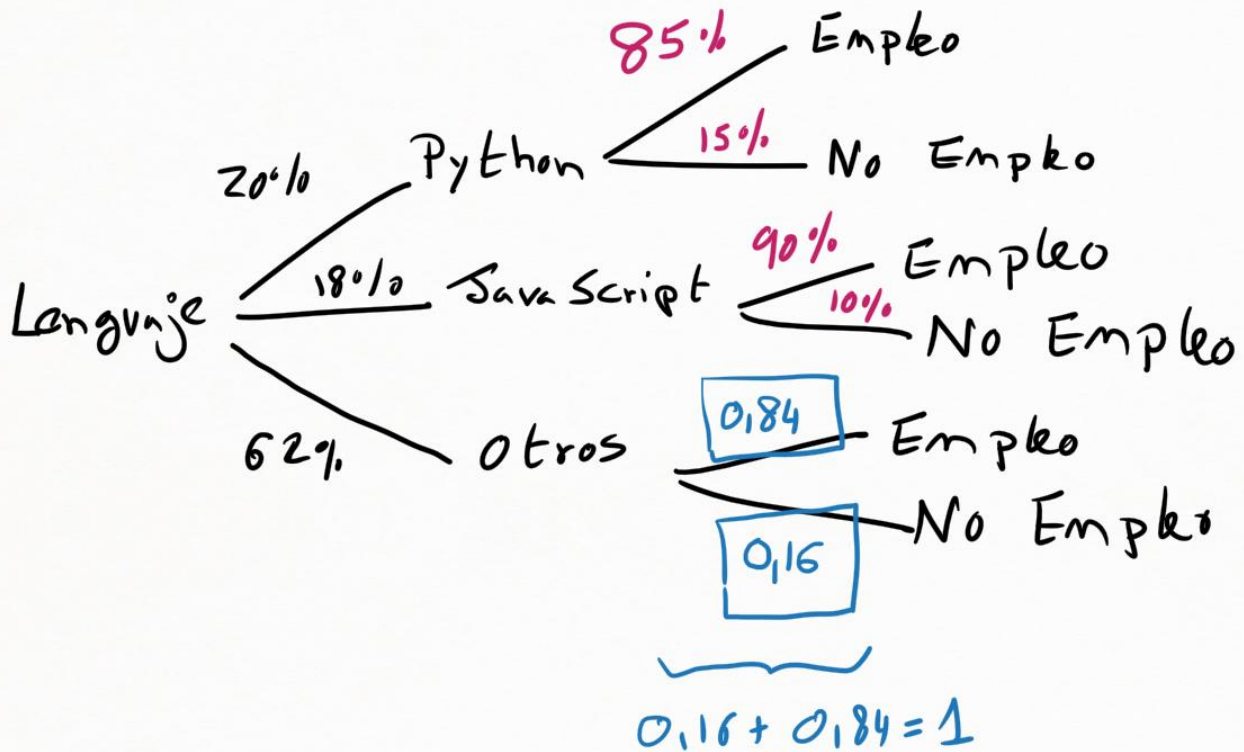 85% Empleo
15% No Empleo
20% Python
90% Empleo
18% JavaScript
10% No Empleo
Lenguaje
0,84 Empleo
62% Otros
0,16 No Empleo
0,16 + 0,84 = 1